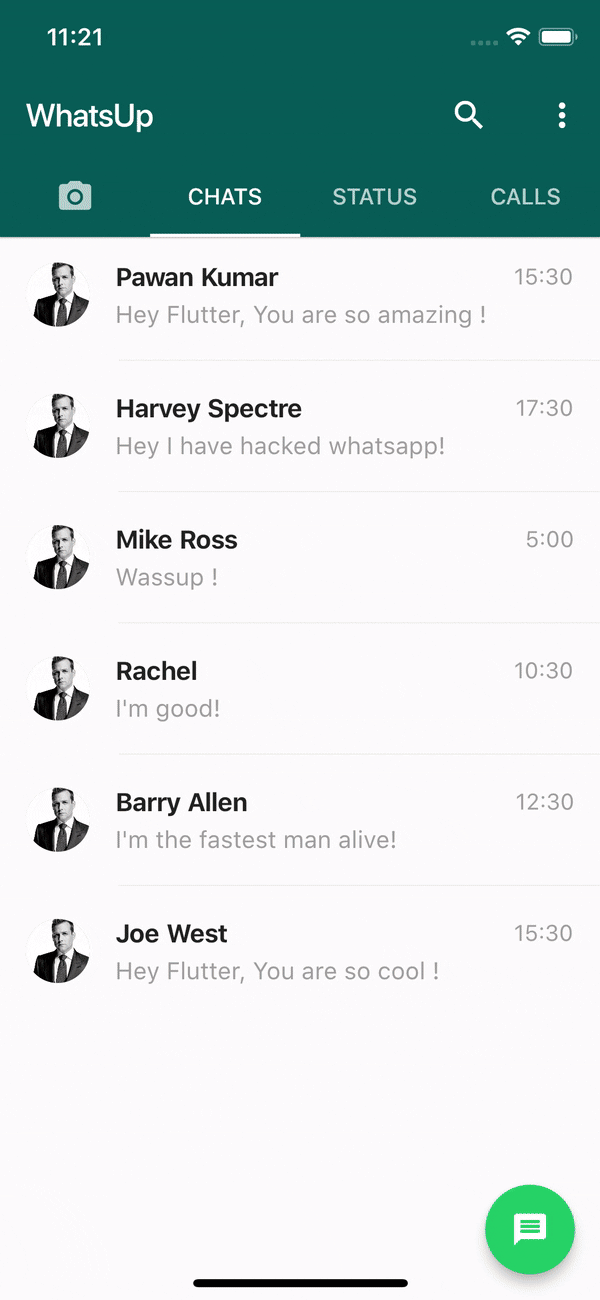 11:21
WhatsUp
CHATS STATUS CALLS
Pawan Kumar 15:30
Hey Flutter, You are so amazing !
Harvey Spectre 17:30
Hey I have hacked whatsapp!
Mike Ross 5:00
Wassup !
Rachel 10:30
I'm good!
Barry Allen 12:30
I'm the fastest man alive!
Joe West 15:30
Hey Flutter, You are so cool !